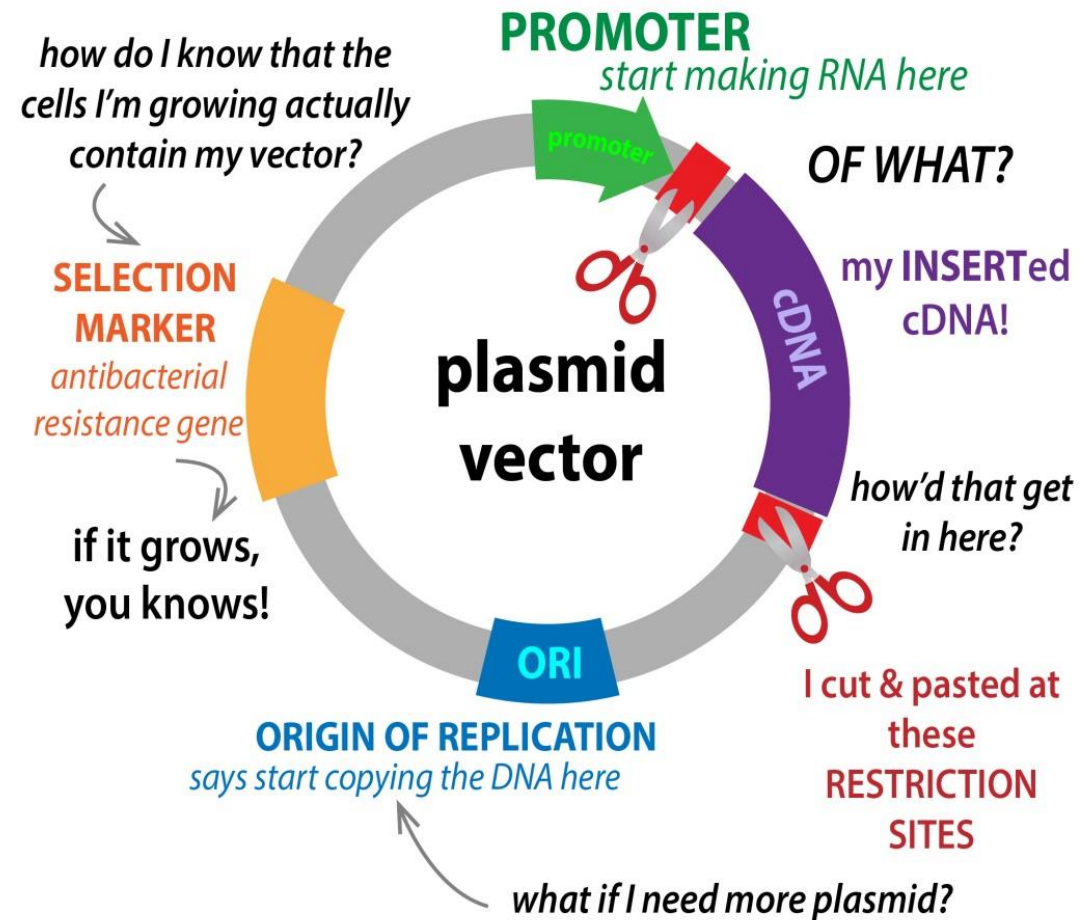 how do I know that the
cells I'm growing actually
contain my vector?
SELECTION
MARKER
antibacterial
resistance gene
if it grows,
you knows!
PROMOTER
start making RNA here
promoter
OF WHAT?
my INSERTed
cDNA!
cDNA
plasmid
vector
how'd that get
in here?
I cut & pasted at
these
RESTRICTION
SITES
ORI
ORIGIN OF REPLICATION
says start copying the DNA here
what if I need more plasmid?